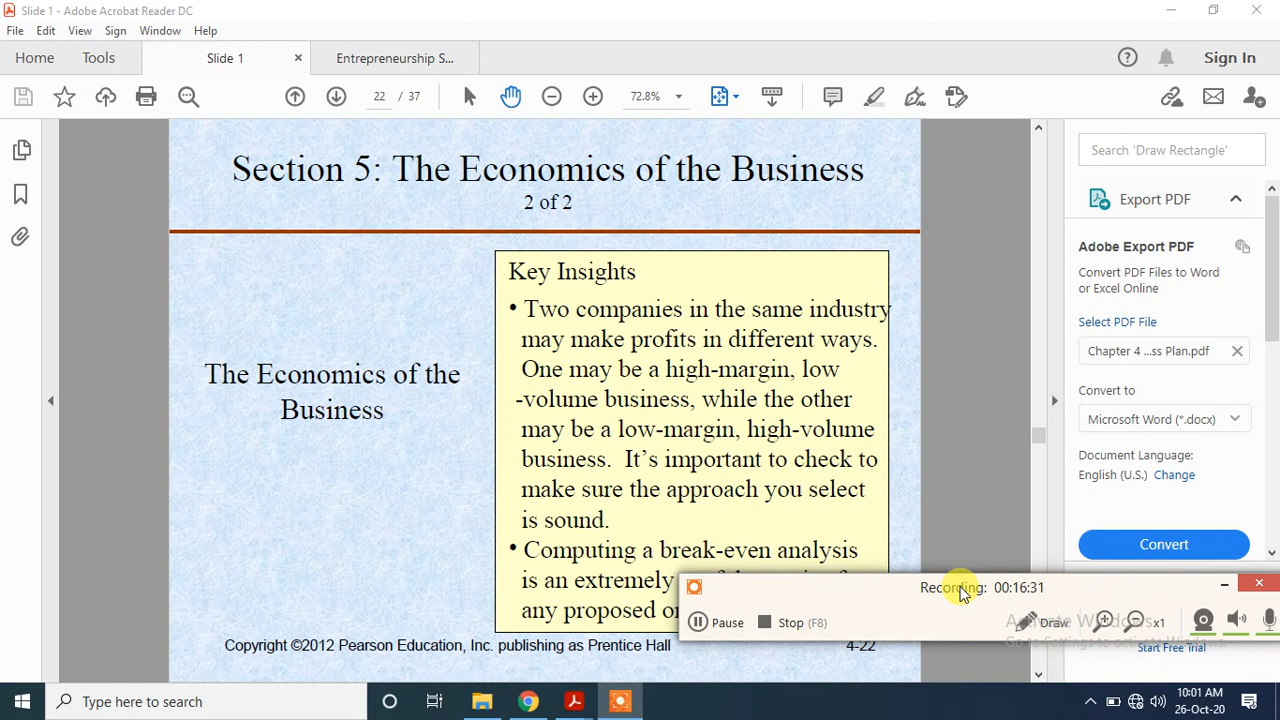 Slide 1 - Adobe Acrobat Reader DC
File Edit View Sign Window Help
Home Tools Slide 1 Entrepreneurship S... Sign In
22 / 37 72.8%
Section 5: The Economics of the Business
2 of 2
The Economics of the
Business
Key Insights
• Two companies in the same industry
may make profits in different ways.
One may be a high-margin, low
-volume business, while the other
may be a low-margin, high-volume
business. It's important to check to
make sure the approach you select
is sound.
• Computing a break-even analysis
is an extremely
any proposed
Copyright ©2012 Pearson Education, Inc. publishing as Prentice Hall 4-22
Search 'Draw Rectangle'
Export PDF
Adobe Export PDF
Convert PDF Files to Word
or Excel Online
Select PDF File
Chapter 4 ...ss Plan.pdf
Convert to
Microsoft Word (*.docx)
Document Language:
English (U.S.) Change
Convert
Recording: 00:16:31
Pause Stop (F8) Draw x1
Activate Windows
Go to Settings to activate Windows.
Start Free Trial
Type here to search
10:01 AM
26-Oct-20